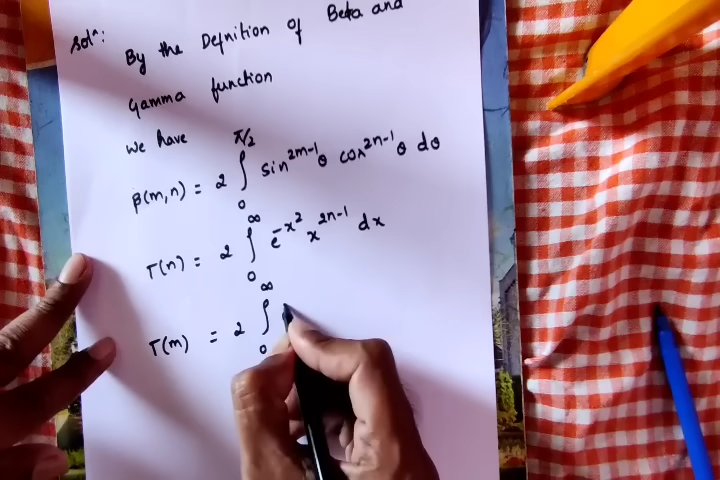 Solⁿ: By the Defnition of Beta and
Gamma function
We have
β(m,n) = 2 ∫₀^{π/2} sin^{2m-1}θ cos^{2n-1}θ dθ
Γ(n) = 2 ∫₀^∞ e^{-x²} x^{2n-1} dx
Γ(m) = 2 ∫₀^∞